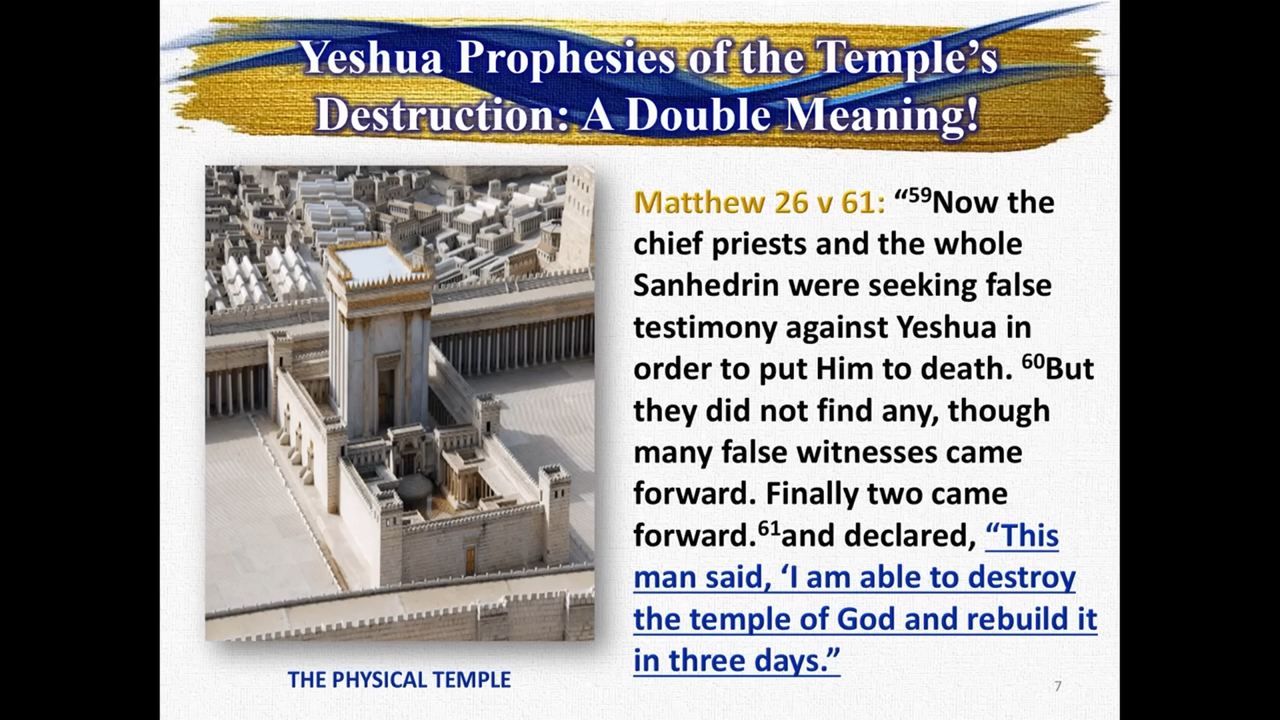 Yeshua Prophesies of the Temple's
Destruction: A Double Meaning!
Matthew 26 v 61: “⁵⁹Now the
chief priests and the whole
Sanhedrin were seeking false
testimony against Yeshua in
order to put Him to death. ⁶⁰But
they did not find any, though
many false witnesses came
forward. Finally two came
forward.⁶¹and declared, “This
man said, ‘I am able to destroy
the temple of God and rebuild it
in three days.”
THE PHYSICAL TEMPLE
7